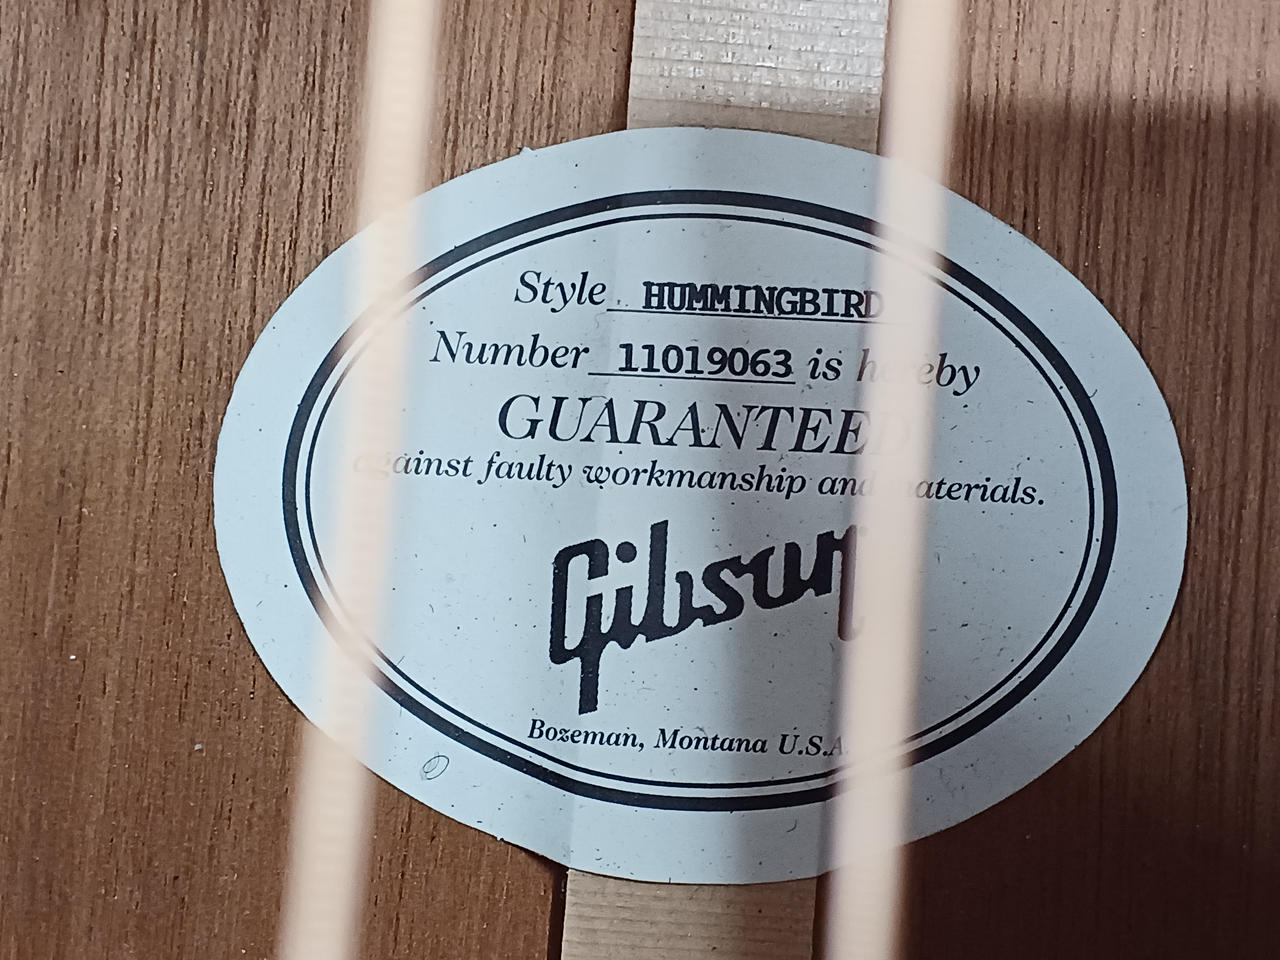 Style HUMMINGBIRD
Number 11019063 is hereby
GUARANTEED
against faulty workmanship and materials.
Gibson
Bozeman, Montana U.S.A.